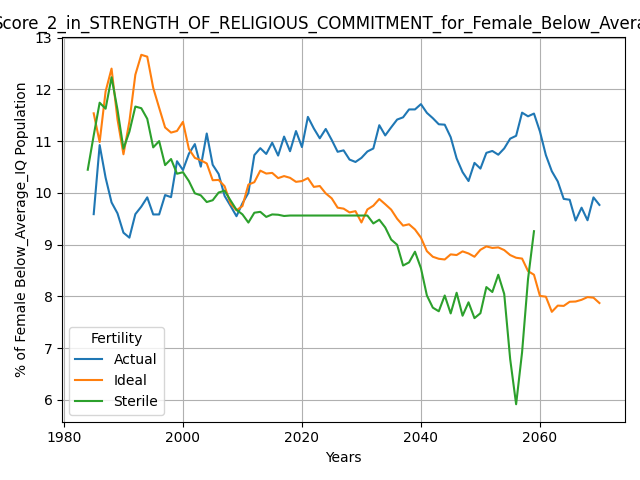 Score_2_in_STRENGTH_OF_RELIGIOUS_COMMITMENT_for_Female_Below_Avera
% of Female Below_Average_IQ Population
13
12
11
10
9
8
7
6
Fertility
Actual
Ideal
Sterile
1980
2000
2020
2040
2060
Years